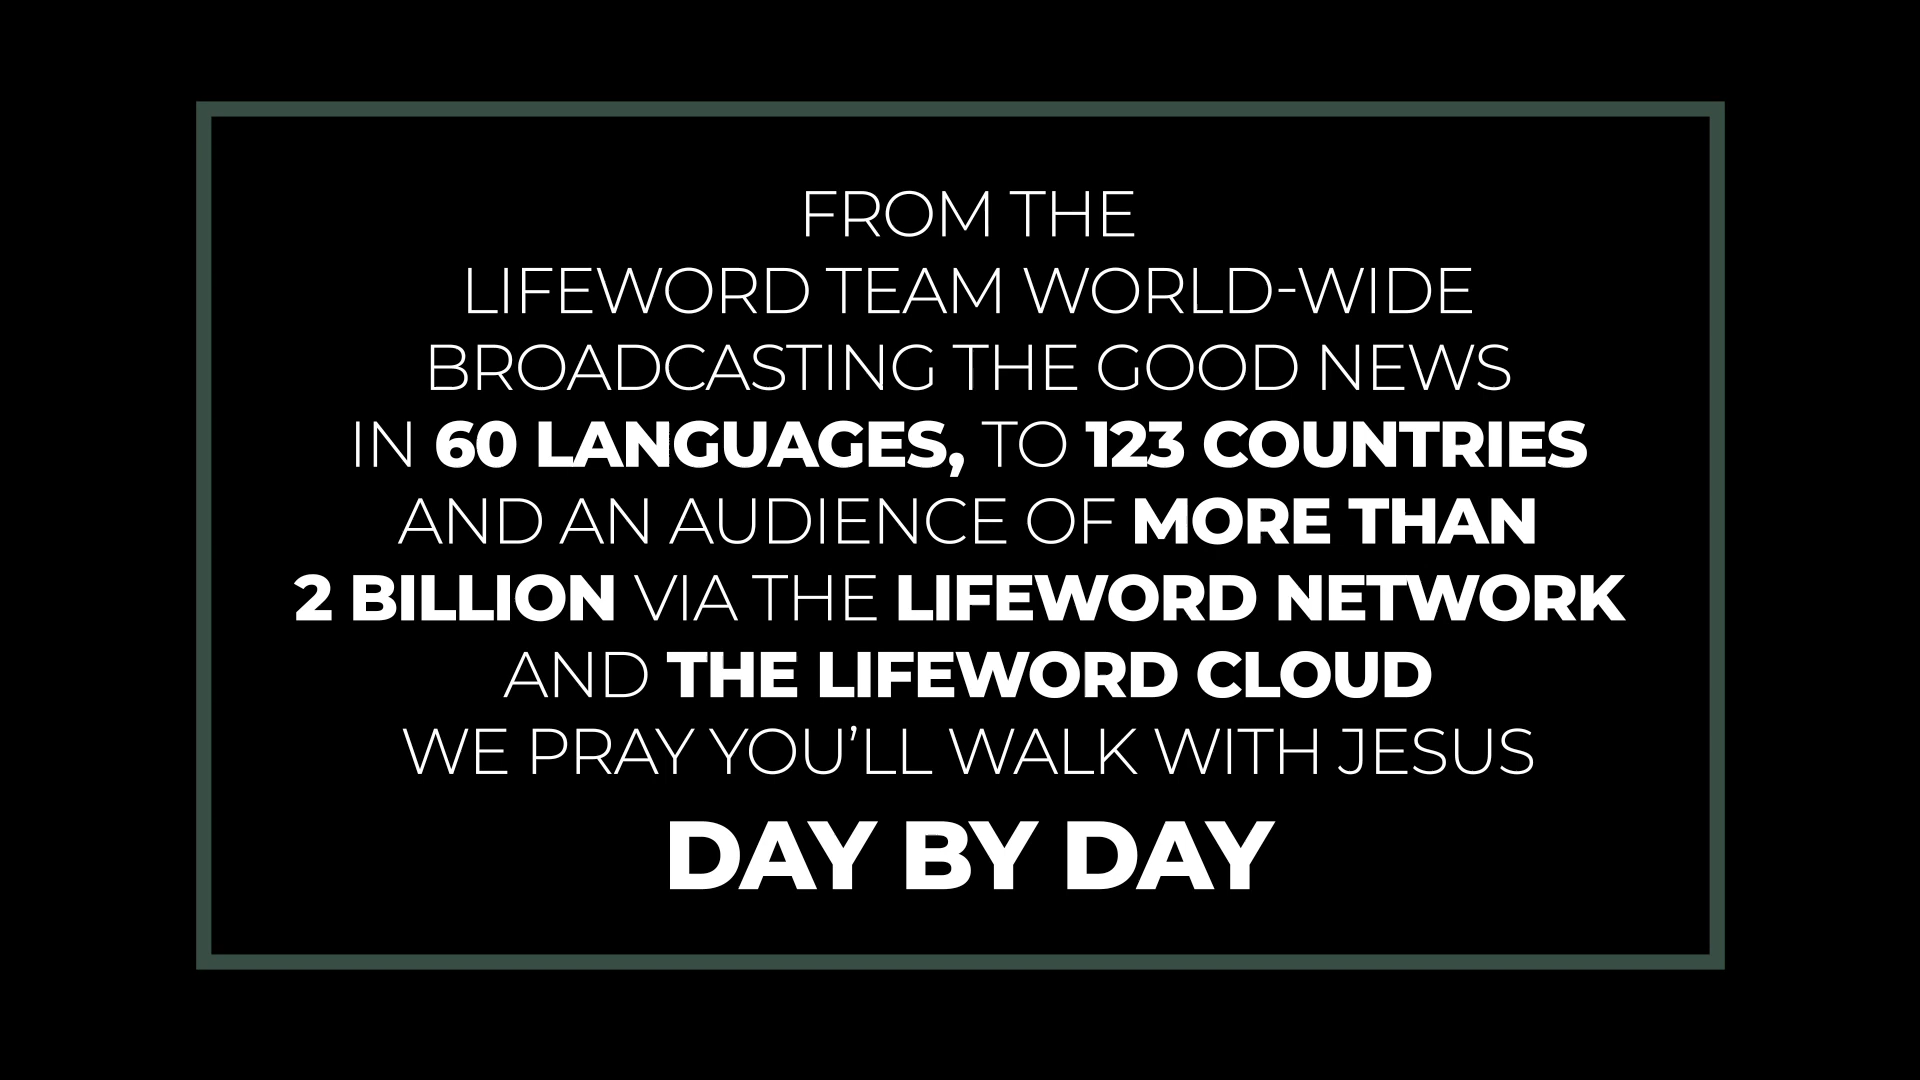 FROM THE
LIFEWORD TEAM WORLD-WIDE
BROADCASTING THE GOOD NEWS
IN 60 LANGUAGES, TO 123 COUNTRIES
AND AN AUDIENCE OF MORE THAN
2 BILLION VIA THE LIFEWORD NETWORK
AND THE LIFEWORD CLOUD
WE PRAY YOU’LL WALK WITH JESUS
DAY BY DAY